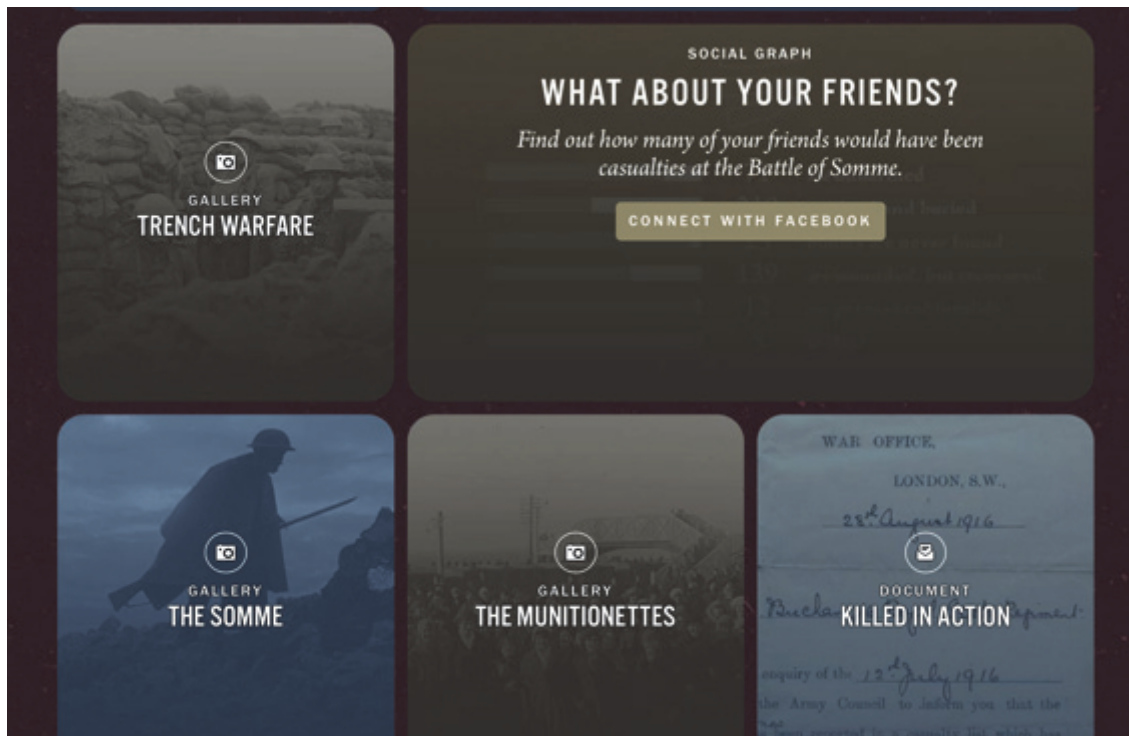 GALLERY
TRENCH WARFARE
SOCIAL GRAPH
WHAT ABOUT YOUR FRIENDS?
Find out how many of your friends would have been
casualties at the Battle of Somme.
CONNECT WITH FACEBOOK
GALLERY
THE SOMME
GALLERY
THE MUNITIONETTES
WAR OFFICE,
LONDON, S.W.,
28th August 1916
DOCUMENT
KILLED IN ACTION
enquiry of the 12th July 1916
the Army Council to inform you that the